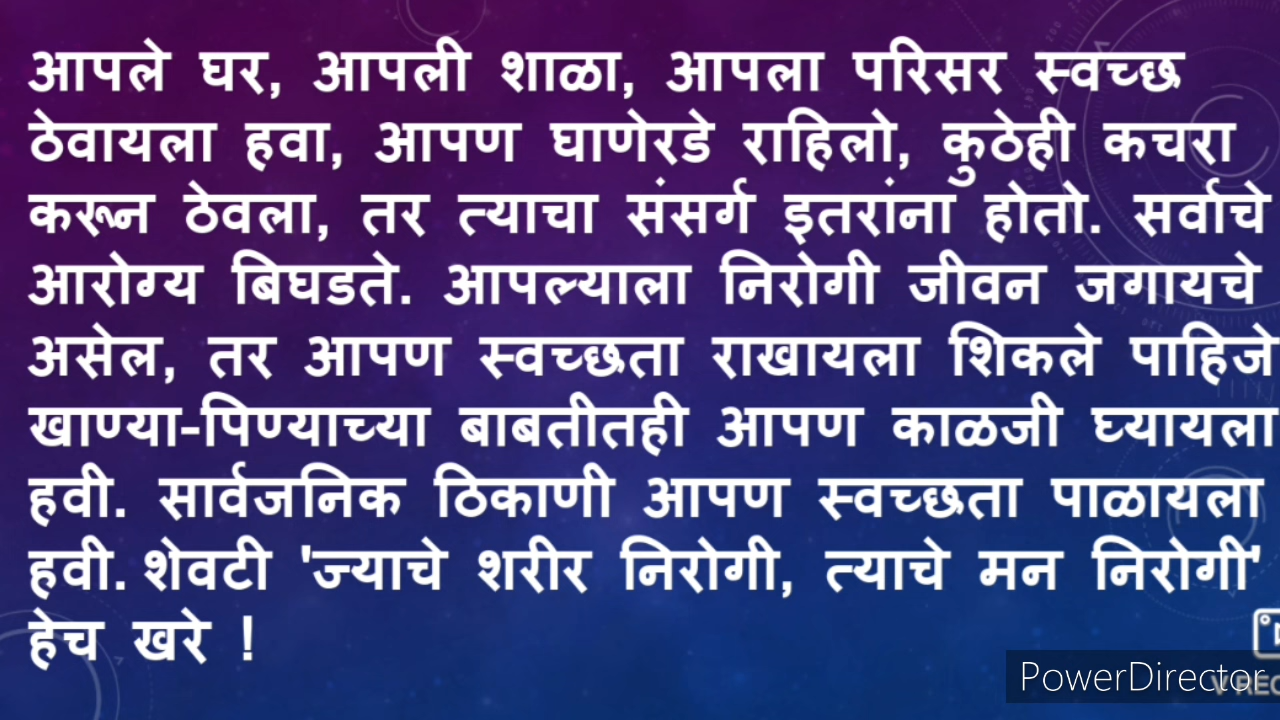 आपले घर, आपली शाळा, आपला परिसर स्वच्छ
ठेवायला हवा, आपण घाणेरडे राहिलो, कुठेही कचरा
करून ठेवला, तर त्याचा संसर्ग इतरांना होतो. सर्वाचे
आरोग्य बिघडते. आपल्याला निरोगी जीवन जगायचे
असेल, तर आपण स्वच्छता राखायला शिकले पाहिजे
खाण्या-पिण्याच्या बाबतीतही आपण काळजी घ्यायला
हवी. सार्वजनिक ठिकाणी आपण स्वच्छता पाळायला
हवी. शेवटी 'ज्याचे शरीर निरोगी, त्याचे मन निरोगी'
हेच खरे !
PowerDirector